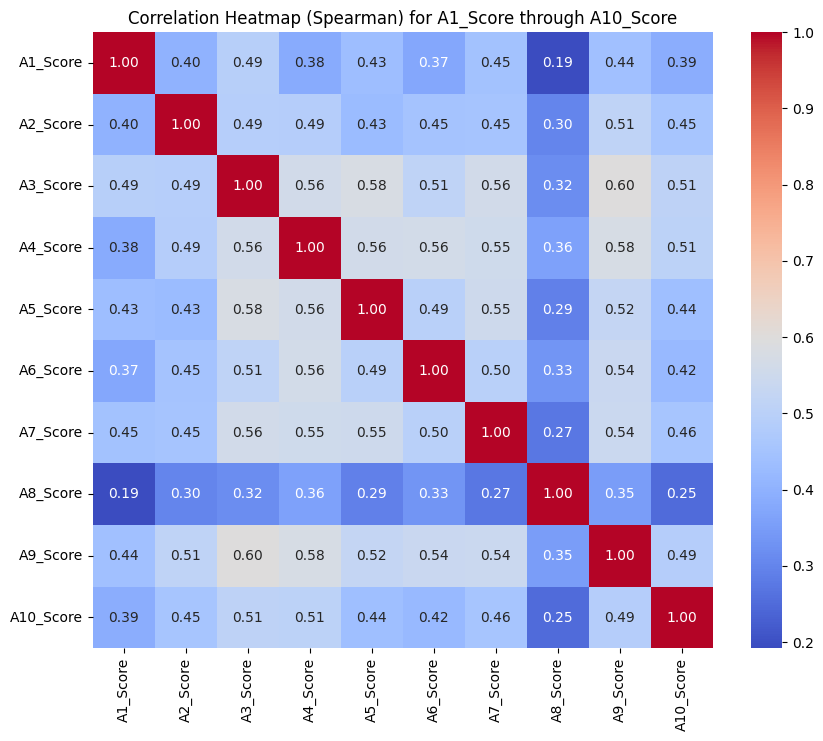 Correlation Heatmap (Spearman) for A1_Score through A10_Score
A1_Score 1.00 0.40 0.49 0.38 0.43 0.37 0.45 0.19 0.44 0.39
A2_Score 0.40 1.00 0.49 0.49 0.43 0.45 0.45 0.30 0.51 0.45
A3_Score 0.49 0.49 1.00 0.56 0.58 0.51 0.56 0.32 0.60 0.51
A4_Score 0.38 0.49 0.56 1.00 0.56 0.56 0.55 0.36 0.58 0.51
A5_Score 0.43 0.43 0.58 0.56 1.00 0.49 0.55 0.29 0.52 0.44
A6_Score 0.37 0.45 0.51 0.56 0.49 1.00 0.50 0.33 0.54 0.42
A7_Score 0.45 0.45 0.56 0.55 0.55 0.50 1.00 0.27 0.54 0.46
A8_Score 0.19 0.30 0.32 0.36 0.29 0.33 0.27 1.00 0.35 0.25
A9_Score 0.44 0.51 0.60 0.58 0.52 0.54 0.54 0.35 1.00 0.49
A10_Score 0.39 0.45 0.51 0.51 0.44 0.42 0.46 0.25 0.49 1.00
A1_Score A2_Score A3_Score A4_Score A5_Score A6_Score A7_Score A8_Score A9_Score A10_Score
1.0
0.9
0.8
0.7
0.6
0.5
0.4
0.3
0.2